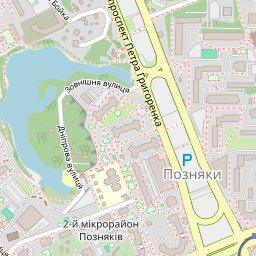 Бойка
проспект Петра Григоренка
Зовнішня вулиця
Дніпрова вулиця
P
Позняки
2-й мікрорайон
Позняків